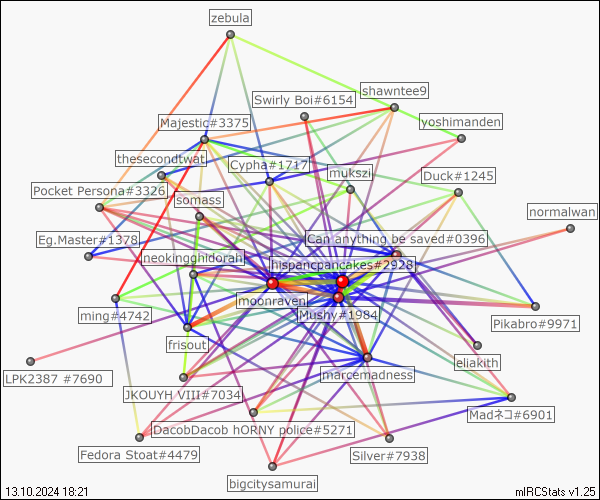 zebula
shawntee9
Swirly Boi#6154
yoshimanden
Majestic#3375
thesecondtwat
Cypha#1717
mukszi
Duck#1245
Pocket Persona#3326
somass
normalwan
Eg.Master#1378
Can anything be saved#0396
neokingghidorah
hispancpancakes#2928
moonraven
Mushy#1984
Pikabro#9971
ming#4742
frisout
eliakith
LPK2387 #7690
marcemadness
JKOUYH VIII#7034
Madネコ#6901
DacobDacob hORNY police#5271
Fedora Stoat#4479
Silver#7938
bigcitysamurai
13.10.2024 18:21
mIRCStats v1.25